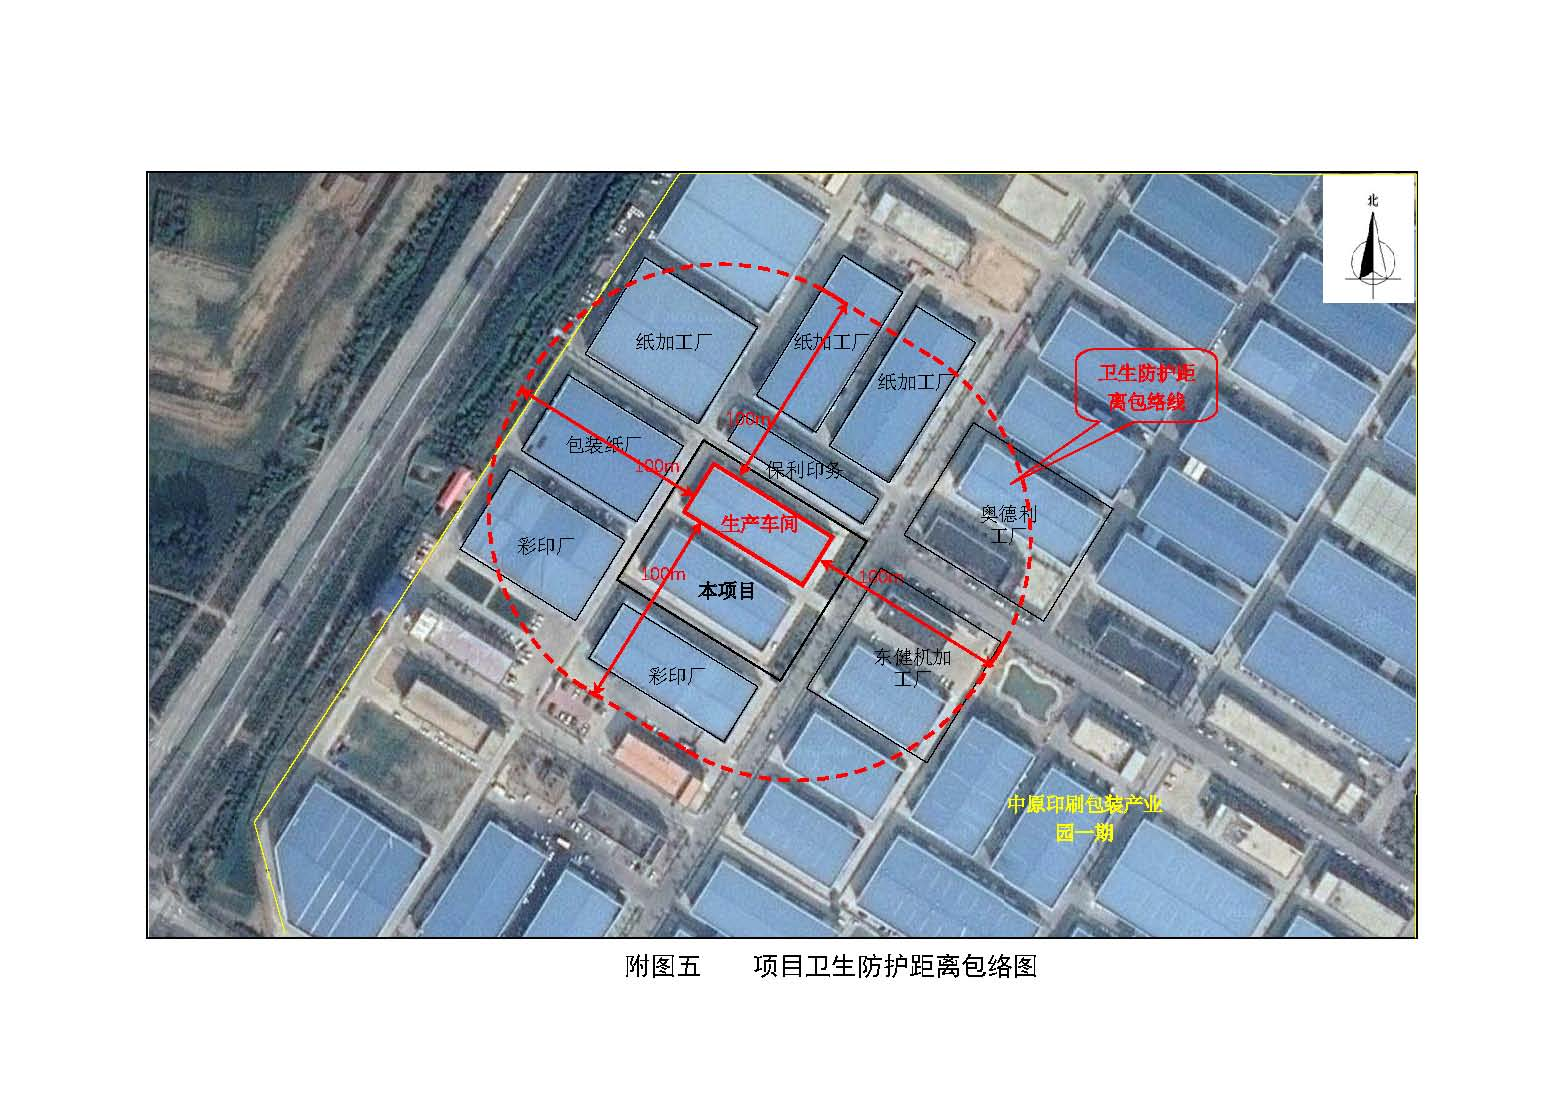 北
纸加工厂
纸加工厂
纸加工厂
卫生防护距
离包络线
100m
包装纸厂
100m
保利印务
生产车间
奥德利
工厂
彩印厂
100m
100m
本项目
东健机加
工厂
彩印厂
中原印刷包装产业
园一期
附图五 项目卫生防护距离包络图